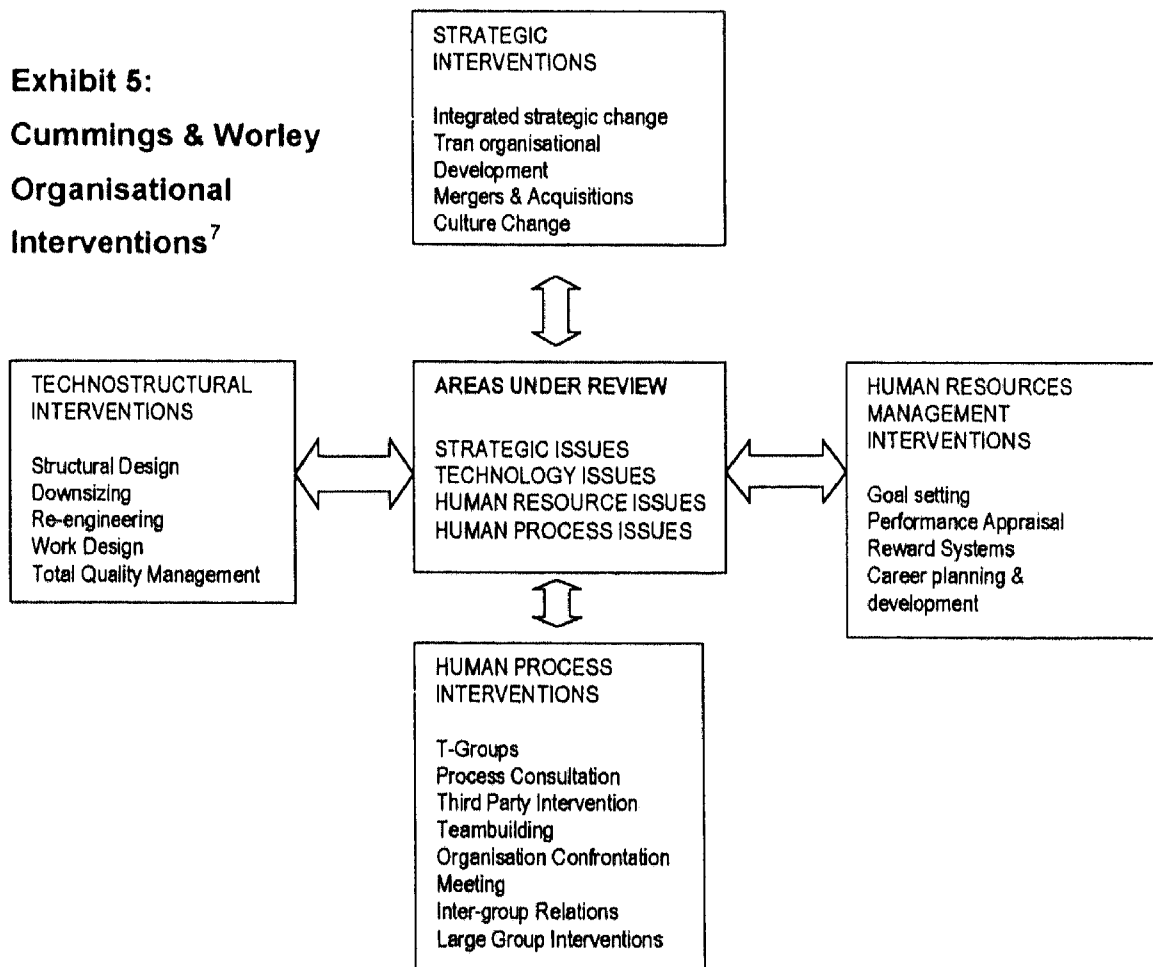 Exhibit 5:
Cummings & Worley
Organisational
Interventions7
STRATEGIC
INTERVENTIONS
Integrated strategic change
Tran organisational
Development
Mergers & Acquisitions
Culture Change
TECHNOSTRUCTURAL
INTERVENTIONS
Structural Design
Downsizing
Re-engineering
Work Design
Total Quality Management
AREAS UNDER REVIEW
STRATEGIC ISSUES
TECHNOLOGY ISSUES
HUMAN RESOURCE ISSUES
HUMAN PROCESS ISSUES
HUMAN RESOURCES
MANAGEMENT
INTERVENTIONS
Goal setting
Performance Appraisal
Reward Systems
Career planning &
development
HUMAN PROCESS
INTERVENTIONS
T-Groups
Process Consultation
Third Party Intervention
Teambuilding
Organisation Confrontation
Meeting
Inter-group Relations
Large Group Interventions